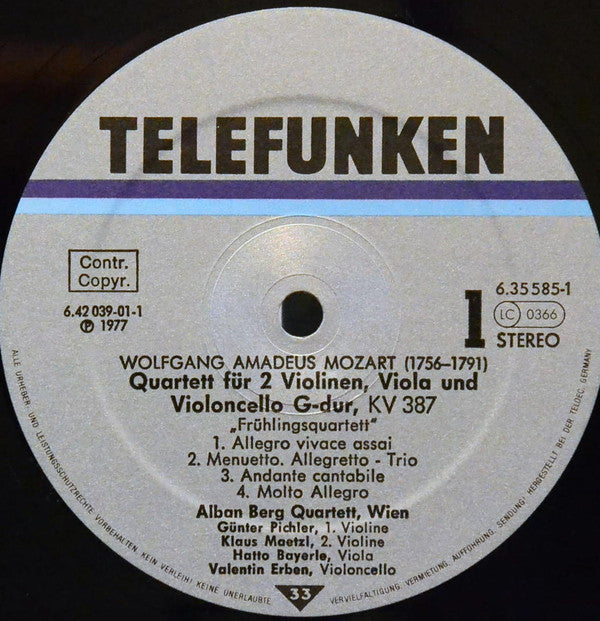 TELEFUNKEN
Contr.
Copyr.
6.42 039-01-1
℗ 1977
6.35 585-1
1
LC 0366
STEREO
WOLFGANG AMADEUS MOZART (1756–1791)
Quartett für 2 Violinen, Viola und
Violoncello G-dur, KV 387
„Frühlingsquartett“
1. Allegro vivace assai
2. Menuetto. Allegretto - Trio
3. Andante cantabile
4. Molto Allegro
Alban Berg Quartett, Wien
Günter Pichler, 1. Violine
Klaus Maetzl, 2. Violine
Hatto Bayerle, Viola
Valentin Erben, Violoncello
33
ALLE URHEBER- UND LEISTUNGSSCHUTZRECHTE VORBEHALTEN. KEIN VERLEIH! KEINE UNERLAUBTE VERVIELFÄLTIGUNG, VERMIETUNG, AUFFÜHRUNG, SENDUNG! HERGESTELLT BEI DER TELDEC, GERMANY